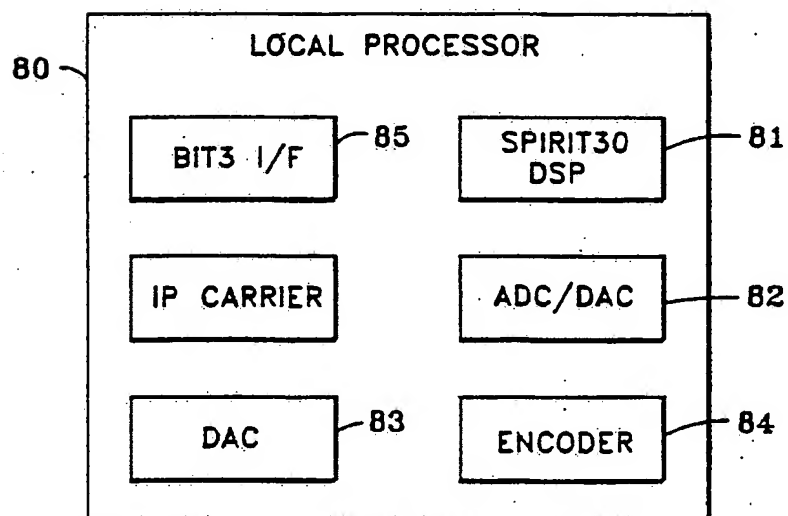 LOCAL PROCESSOR
80
BIT3 I/F
85
SPIRIT30
DSP
81
IP CARRIER
ADC/DAC
82
DAC
83
ENCODER
84